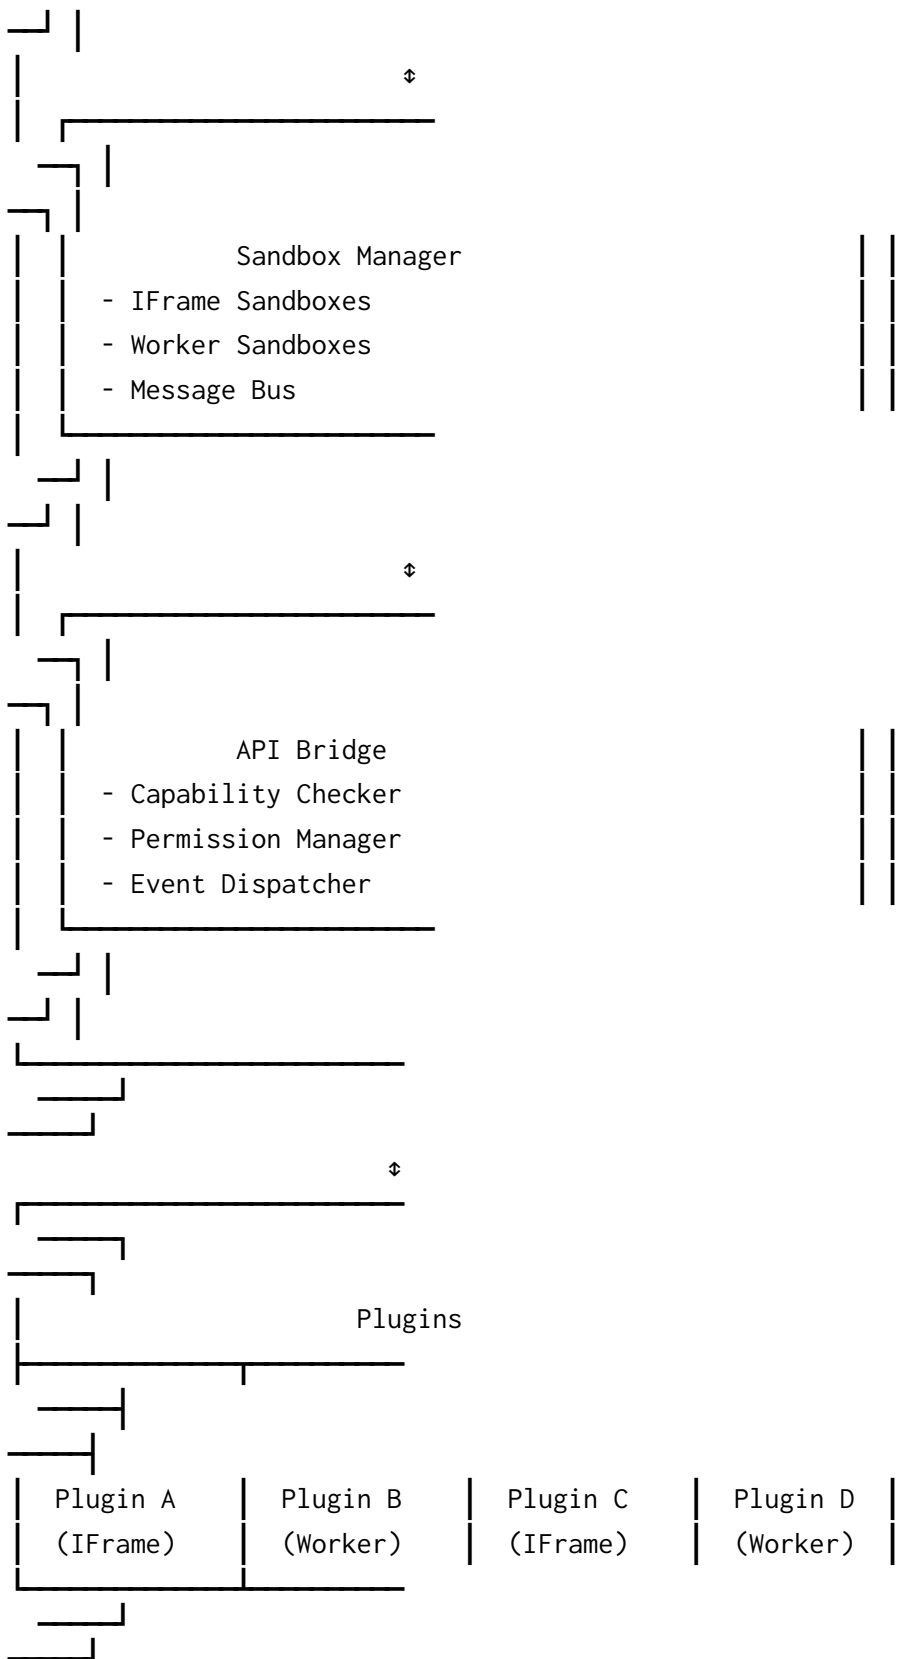 ↕
Sandbox Manager
- IFrame Sandboxes
- Worker Sandboxes
- Message Bus
↕
API Bridge
- Capability Checker
- Permission Manager
- Event Dispatcher
↕
Plugins
Plugin A Plugin B Plugin C Plugin D
(IFrame) (Worker) (IFrame) (Worker)